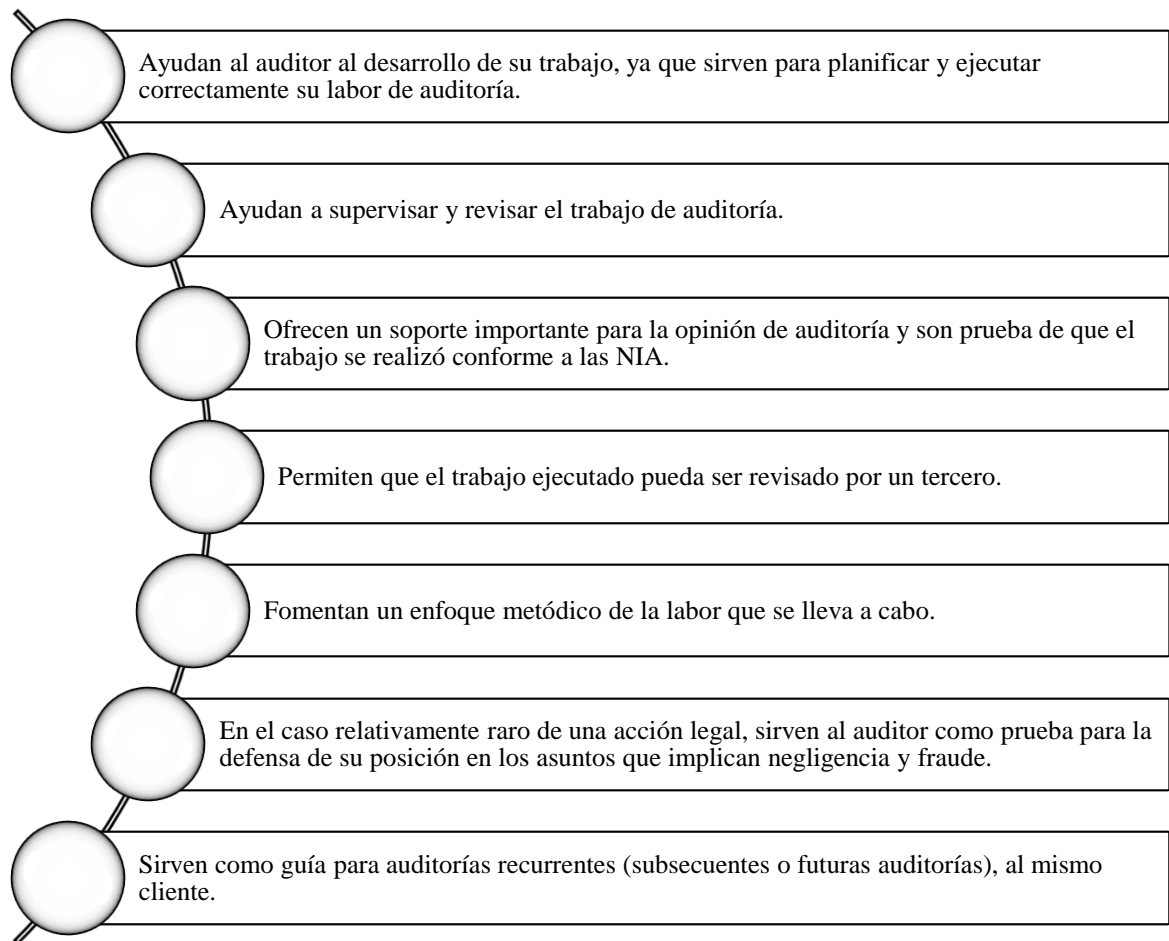 Ayudan al auditor al desarrollo de su trabajo, ya que sirven para planificar y ejecutar
correctamente su labor de auditoría.
Ayudan a supervisar y revisar el trabajo de auditoría.
Ofrecen un soporte importante para la opinión de auditoría y son prueba de que el
trabajo se realizó conforme a las NIA.
Permiten que el trabajo ejecutado pueda ser revisado por un tercero.
Fomentan un enfoque metódico de la labor que se lleva a cabo.
En el caso relativamente raro de una acción legal, sirven al auditor como prueba para la
defensa de su posición en los asuntos que implican negligencia y fraude.
Sirven como guía para auditorías recurrentes (subsecuentes o futuras auditorías), al mismo
cliente.